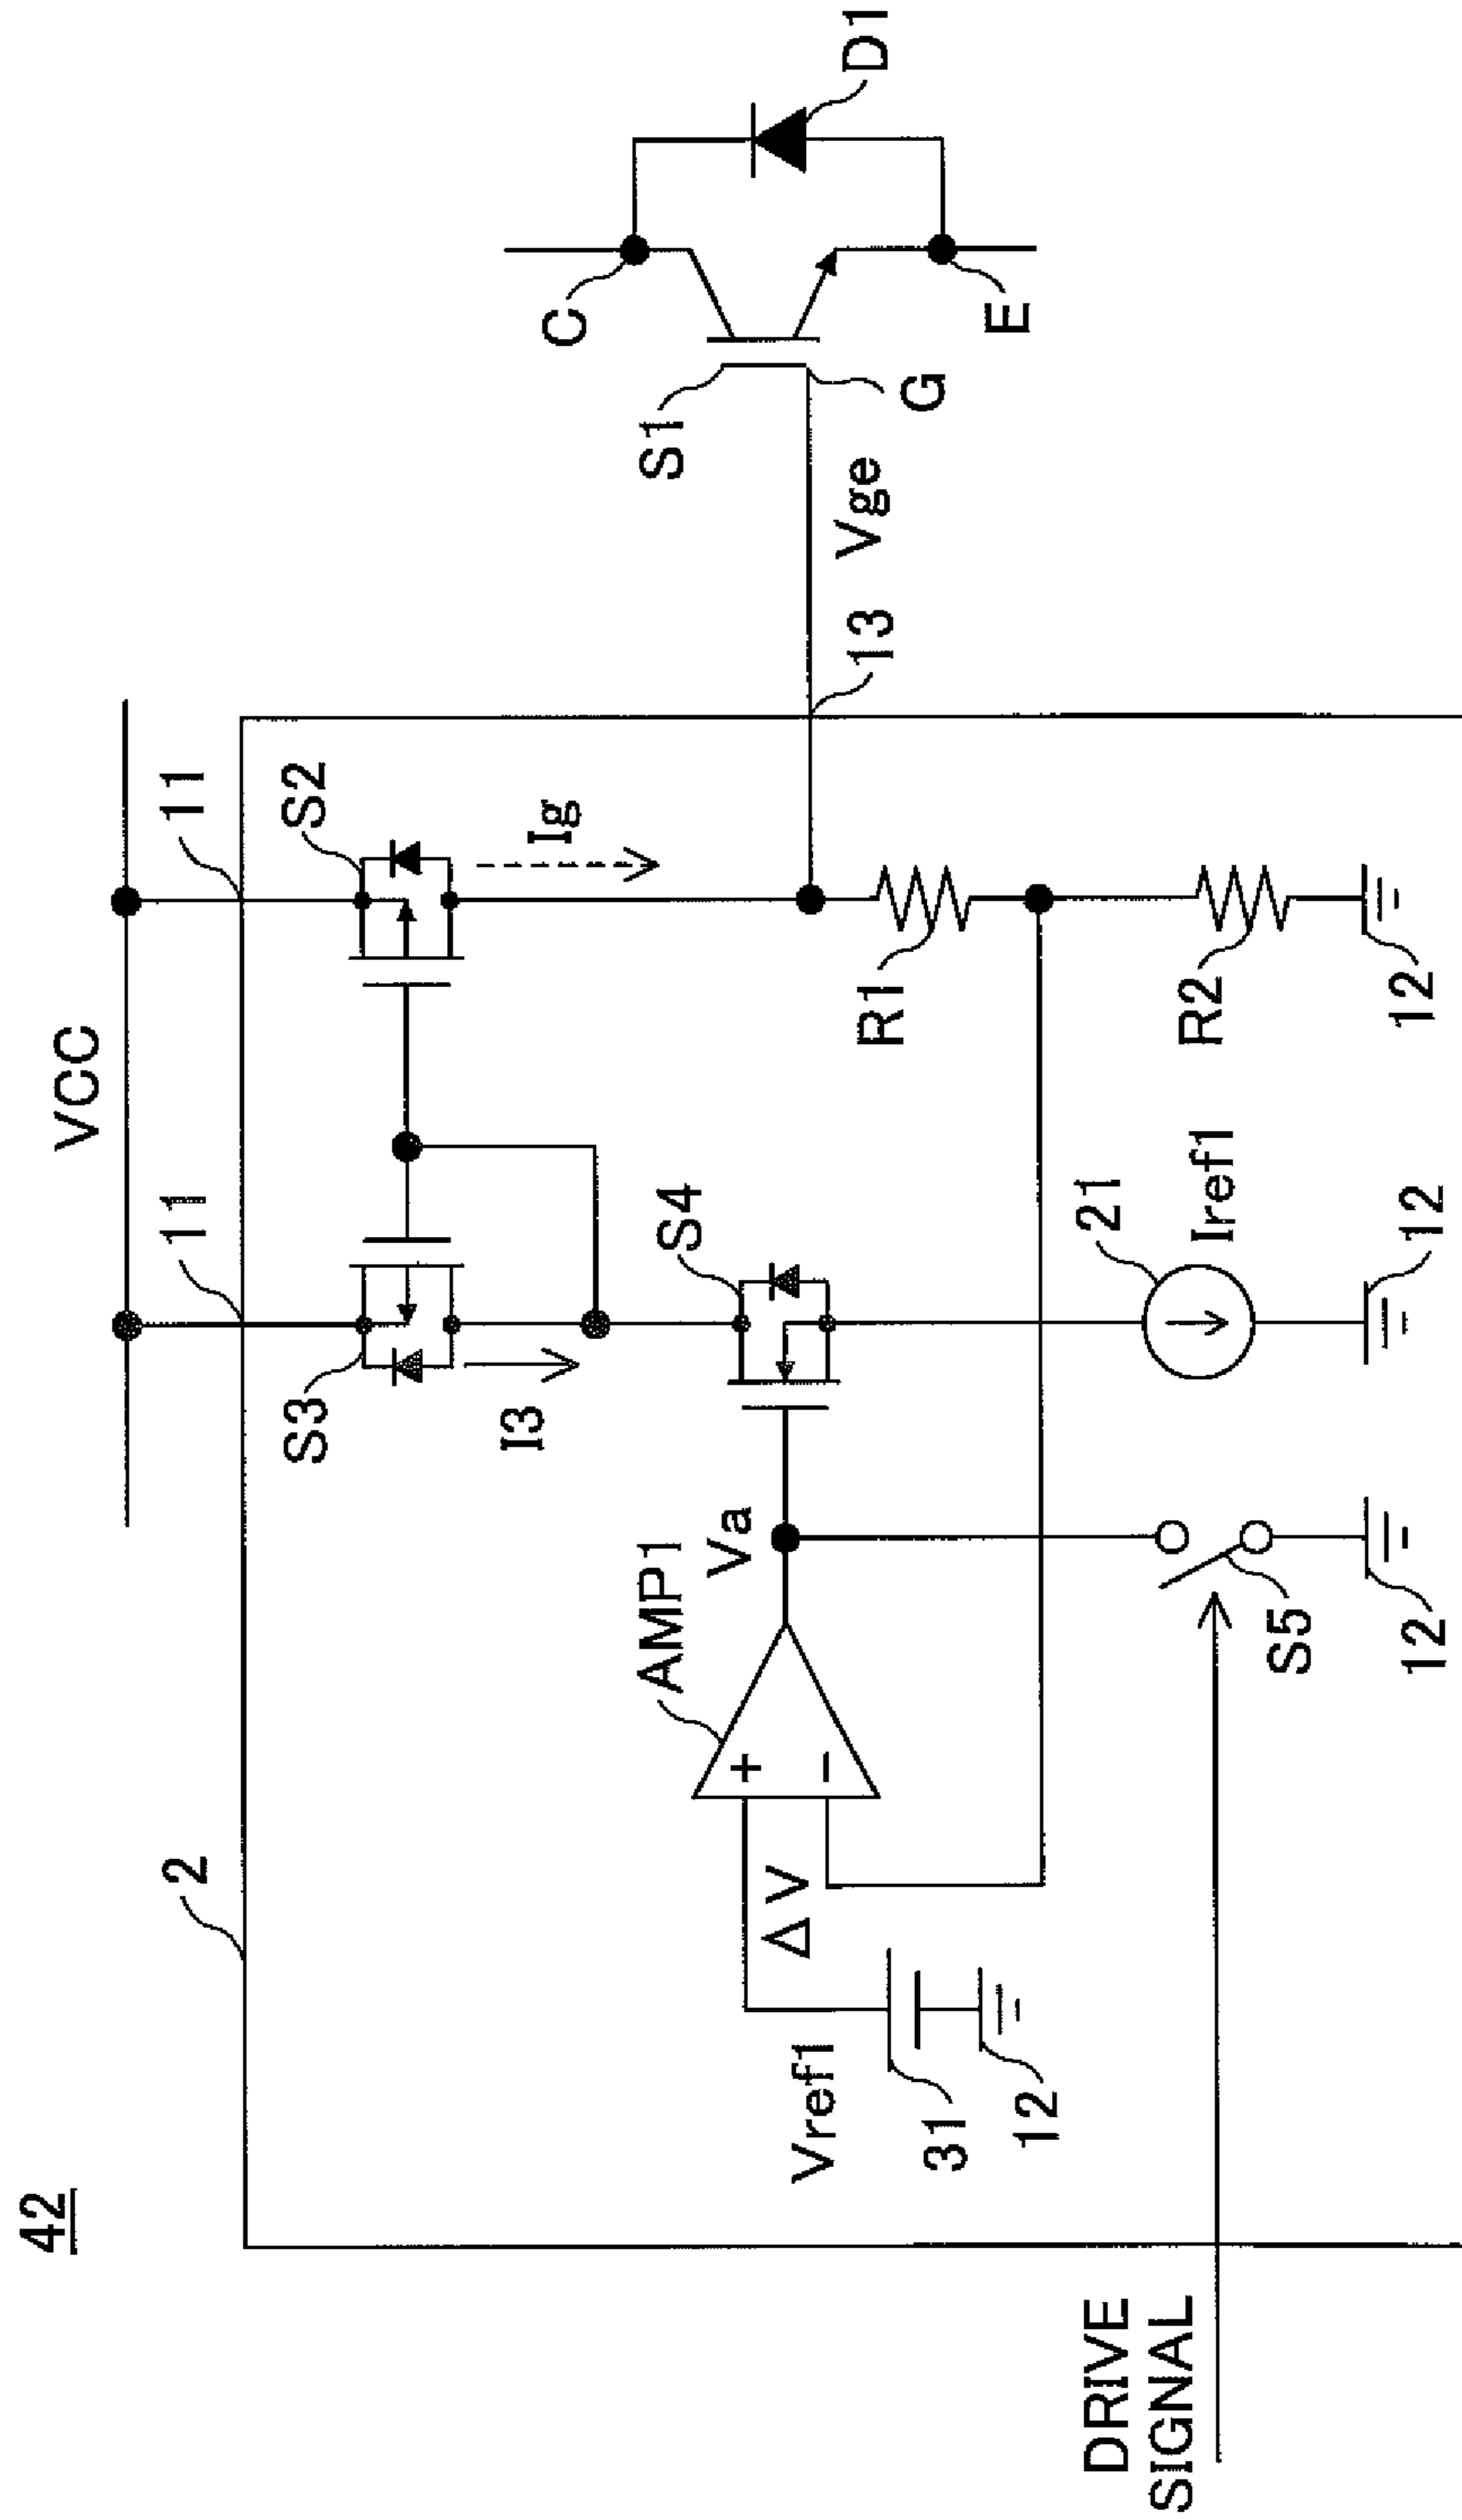 42
VCC
2
11
11
S3
S2
I3
Ig
C
D1
S1
AMP1
Va
S4
+
−
ΔV
Vref1
31
12
13
Vge
G
E
R1
21
Iref1
R2
DRIVE
SIGNAL
S5
12
12
12